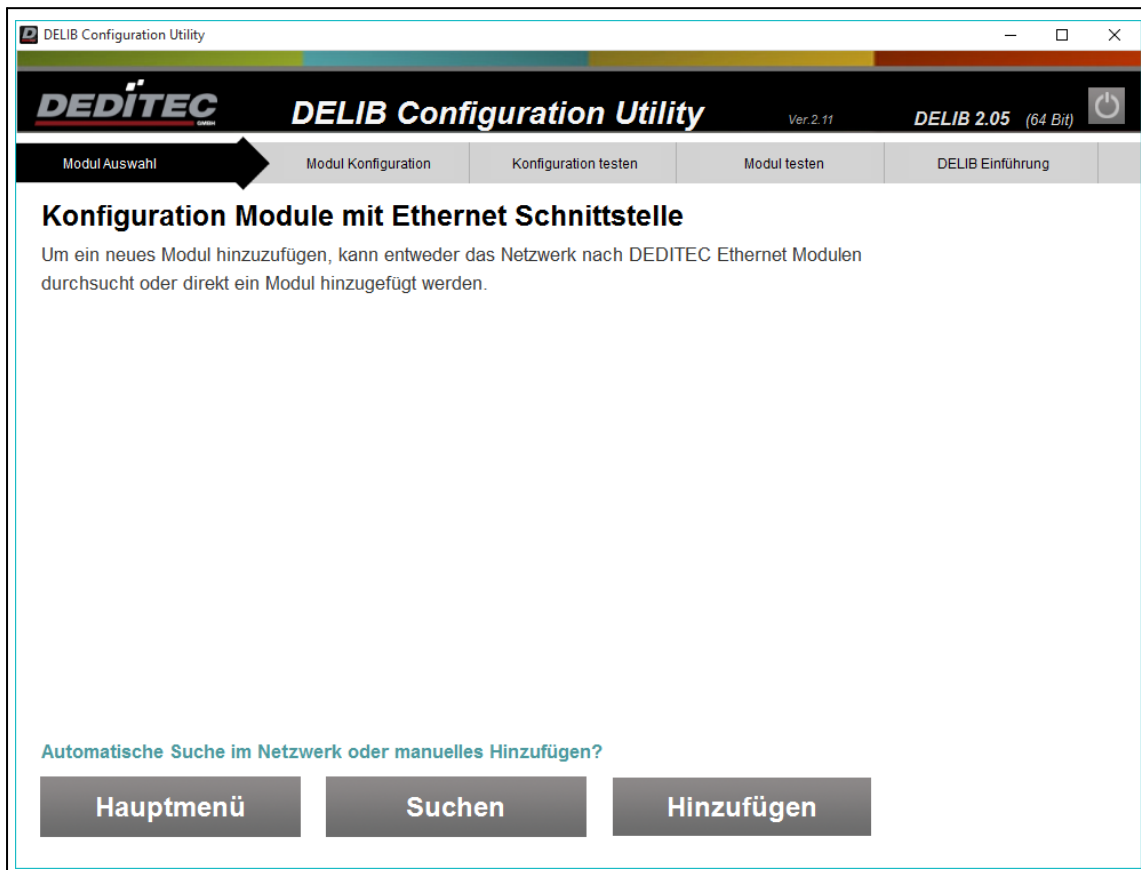 DELIB Configuration Utility
DEDITEC
GMBH
DELIB Configuration Utility
Ver.2.11
DELIB 2.05 (64 Bit)
Modul Auswahl
Modul Konfiguration
Konfiguration testen
Modul testen
DELIB Einführung
Konfiguration Module mit Ethernet Schnittstelle
Um ein neues Modul hinzuzufügen, kann entweder das Netzwerk nach DEDITEC Ethernet Modulen
durchsucht oder direkt ein Modul hinzugefügt werden.
Automatische Suche im Netzwerk oder manuelles Hinzufügen?
Hauptmenü
Suchen
Hinzufügen